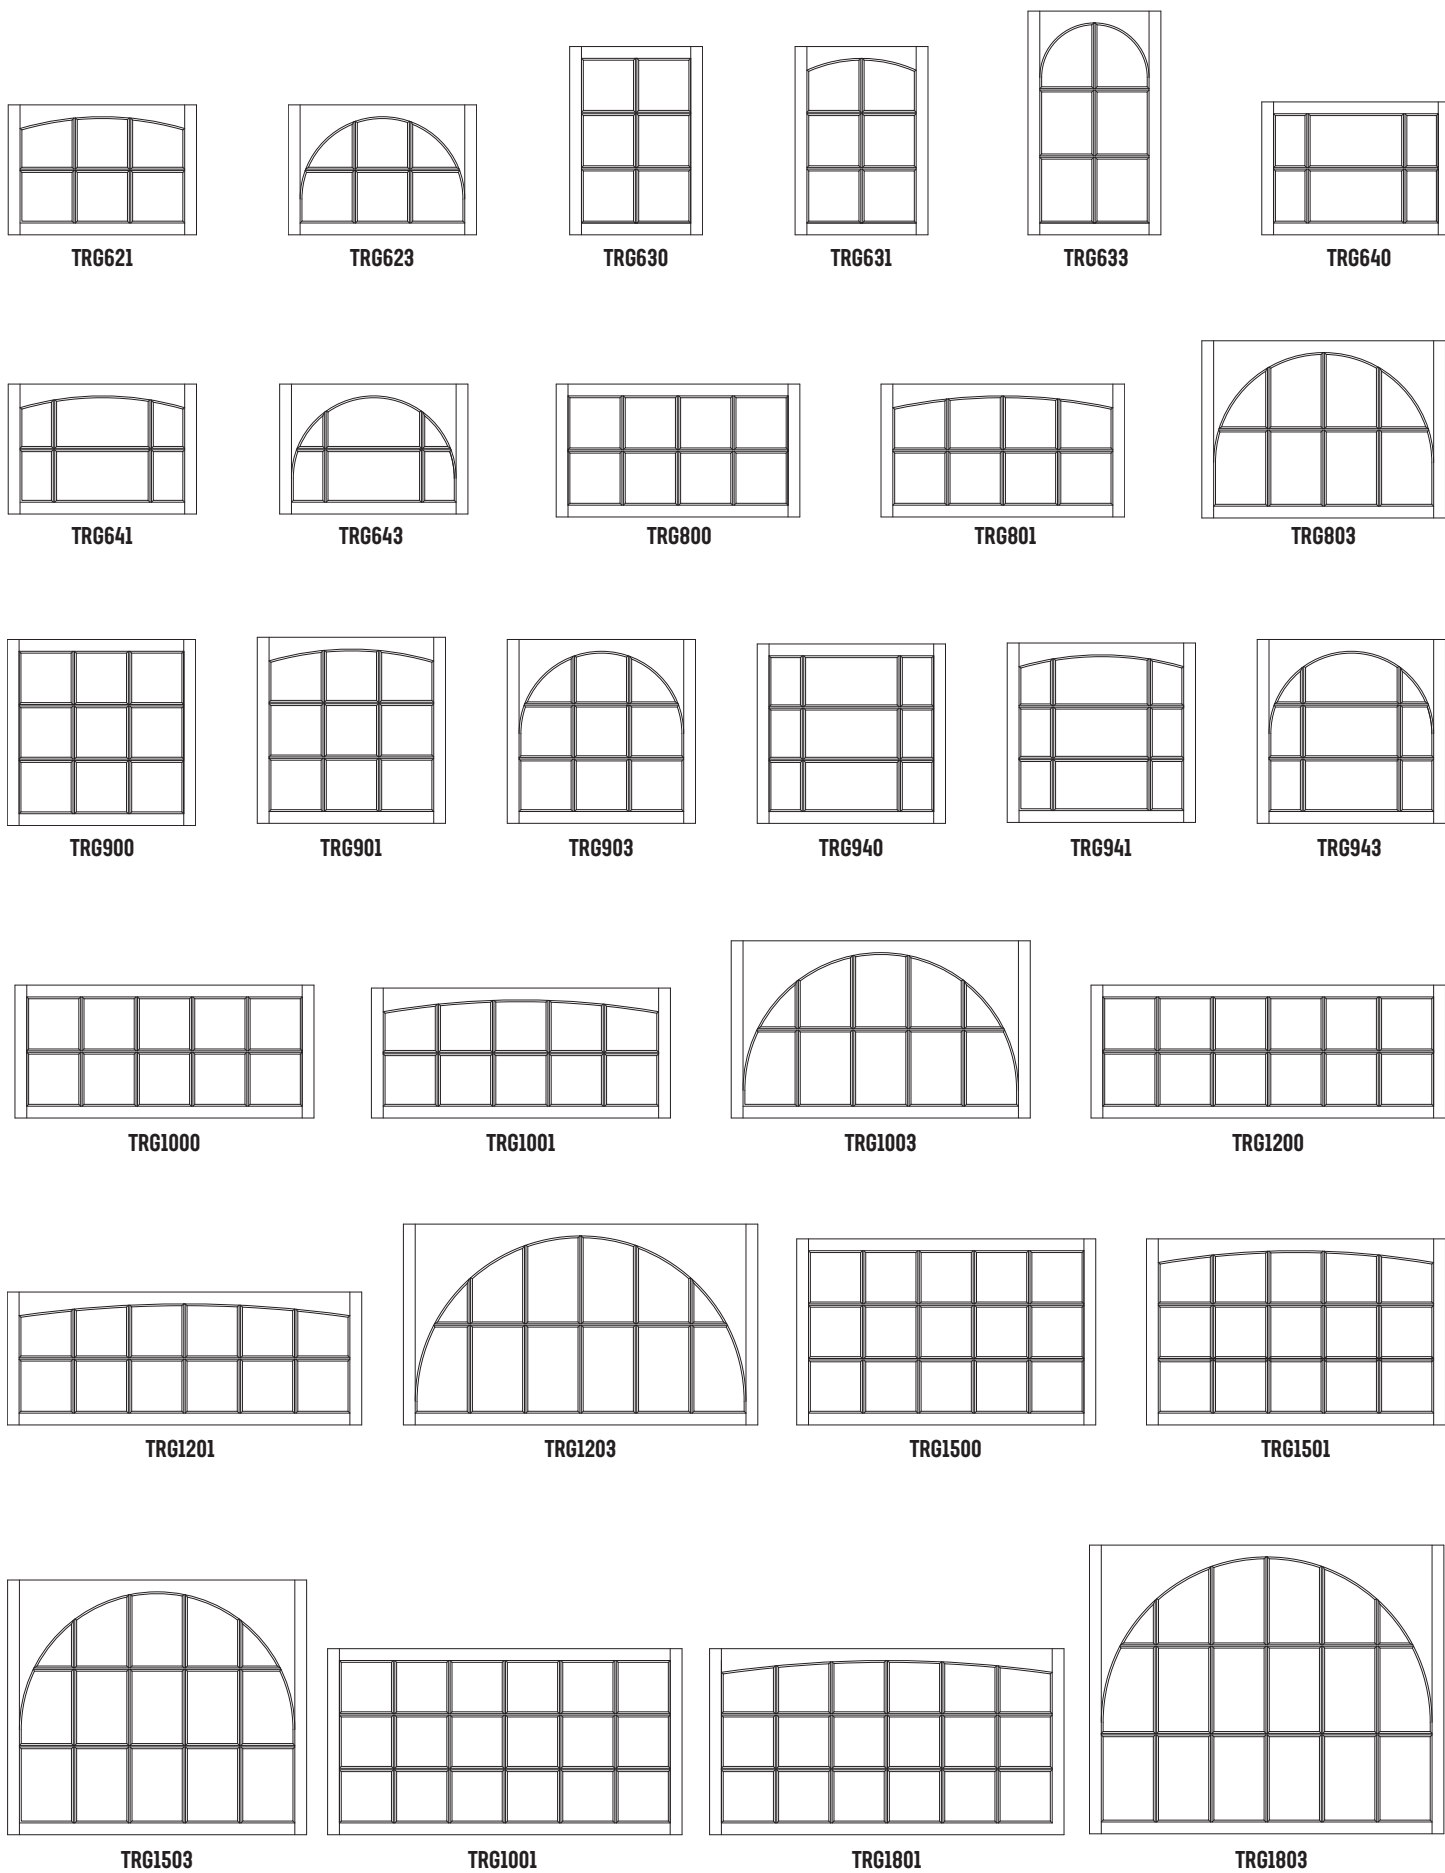 TRG621 TRG623 TRG630 TRG631 TRG633 TRG640
TRG641 TRG643 TRG800 TRG801 TRG803
TRG900 TRG901 TRG903 TRG940 TRG941 TRG943
TRG1000 TRG1001 TRG1003 TRG1200
TRG1201 TRG1203 TRG1500 TRG1501
TRG1503 TRG1001 TRG1801 TRG1803